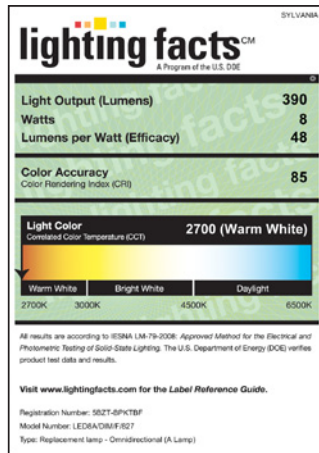 SYLVANIA
lighting facts CM
A Program of the U.S. DOE
Light Output (Lumens) 390
Watts 8
Lumens per Watt (Efficacy) 48
Color Accuracy 85
Color Rendering Index (CRI)
Light Color
Correlated Color Temperature (CCT)
2700 (Warm White)
Warm White Bright White Daylight
2700K 3000K 4500K 6500K
All results are according to IESNA LM-79-2008: Approved Method for the Electrical and
Photometric Testing of Solid-State Lighting. The U.S. Department of Energy (DOE) verifies
product test data and results.
Visit www.lightingfacts.com for the Label Reference Guide.
Registration Number: 5BZT-6PKTBF
Model Number: LED8A/DIM/F/827
Type: Replacement lamp - Omnidirectional (A Lamp)